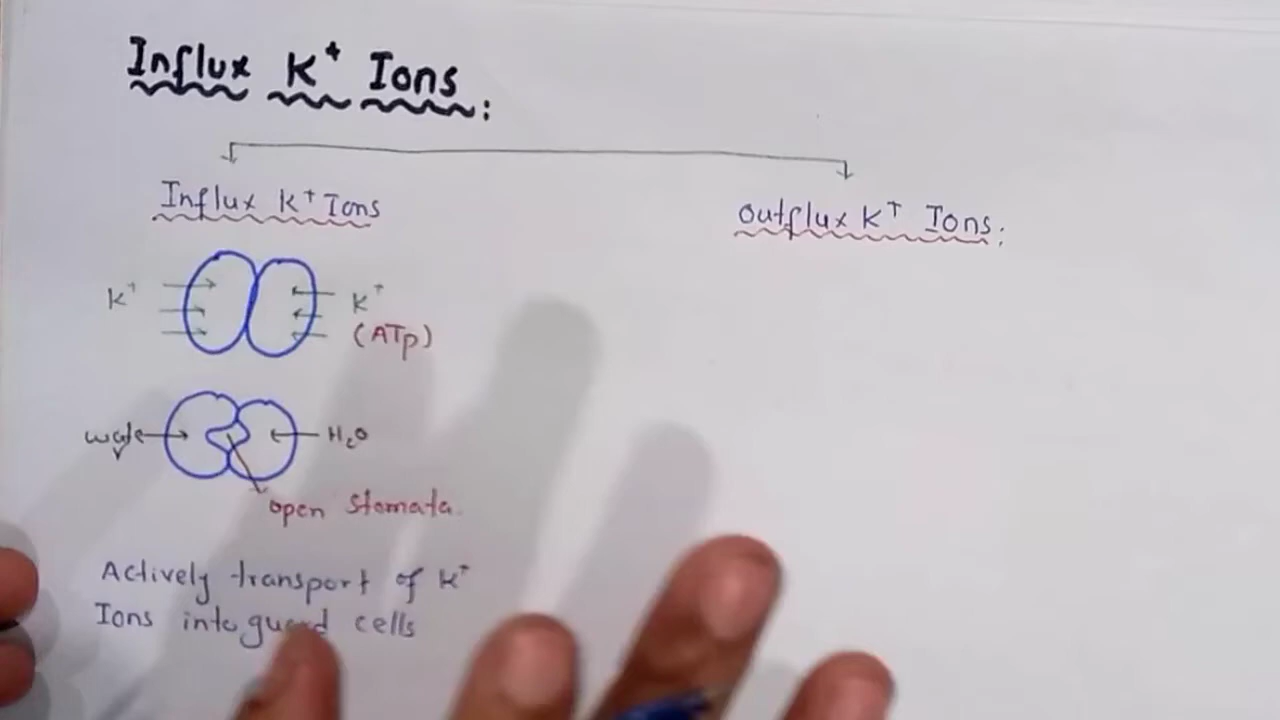 Influx K⁺ Ions:
Influx K⁺ Ions
Outflux K⁺ Ions:
K⁺
K⁺
(ATP)
H₂O
open stomata.
Actively transport of K⁺
Ions into guard cells